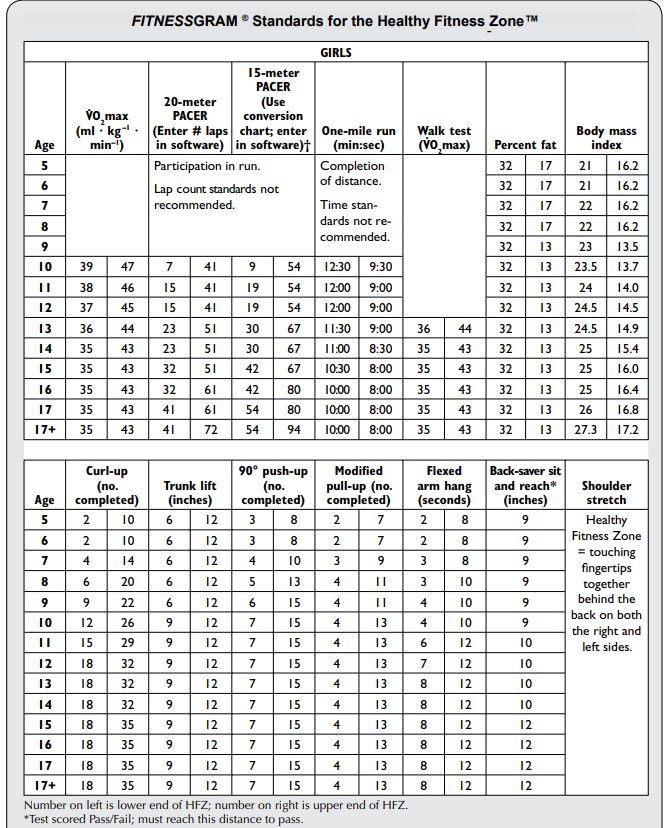 FITNESSGRAM ® Standards for the Healthy Fitness Zone™
GIRLS
Age
V̇O₂max (ml · kg⁻¹ · min⁻¹)
20-meter PACER (Enter # laps in software)
15-meter PACER (Use conversion chart; enter in software)†
One-mile run (min:sec)
Walk test (V̇O₂max)
Percent fat
Body mass index
Participation in run.
Lap count standards not recommended.
Completion of distance.
Time standards not recommended.
5 32 17 21 16.2
6 32 17 21 16.2
7 32 17 22 16.2
8 32 17 22 16.2
9 32 13 23 13.5
10 39 47 7 41 9 54 12:30 9:30 32 13 23.5 13.7
11 38 46 15 41 19 54 12:00 9:00 32 13 24 14.0
12 37 45 15 41 19 54 12:00 9:00 32 13 24.5 14.5
13 36 44 23 51 30 67 11:30 9:00 36 44 32 13 24.5 14.9
14 35 43 23 51 30 67 11:00 8:30 35 43 32 13 25 15.4
15 35 43 32 51 42 67 10:30 8:00 35 43 32 13 25 16.0
16 35 43 32 61 42 80 10:00 8:00 35 43 32 13 25 16.4
17 35 43 41 61 54 80 10:00 8:00 35 43 32 13 26 16.8
17+ 35 43 41 72 54 94 10:00 8:00 35 43 32 13 27.3 17.2
Age
Curl-up (no. completed)
Trunk lift (inches)
90° push-up (no. completed)
Modified pull-up (no. completed)
Flexed arm hang (seconds)
Back-saver sit and reach* (inches)
Shoulder stretch
5 2 10 6 12 3 8 2 7 2 8 9
6 2 10 6 12 3 8 2 7 2 8 9
7 4 14 6 12 4 10 3 9 3 8 9
8 6 20 6 12 5 13 4 11 3 10 9
9 9 22 6 12 6 15 4 11 4 10 9
10 12 26 9 12 7 15 4 13 4 10 9
11 15 29 9 12 7 15 4 13 6 12 10
12 18 32 9 12 7 15 4 13 7 12 10
13 18 32 9 12 7 15 4 13 8 12 10
14 18 32 9 12 7 15 4 13 8 12 10
15 18 35 9 12 7 15 4 13 8 12 12
16 18 35 9 12 7 15 4 13 8 12 12
17 18 35 9 12 7 15 4 13 8 12 12
17+ 18 35 9 12 7 15 4 13 8 12 12
Healthy
Fitness Zone
= touching
fingertips
together
behind the
back on both
the right and
left sides.
Number on left is lower end of HFZ; number on right is upper end of HFZ.
*Test scored Pass/Fail; must reach this distance to pass.